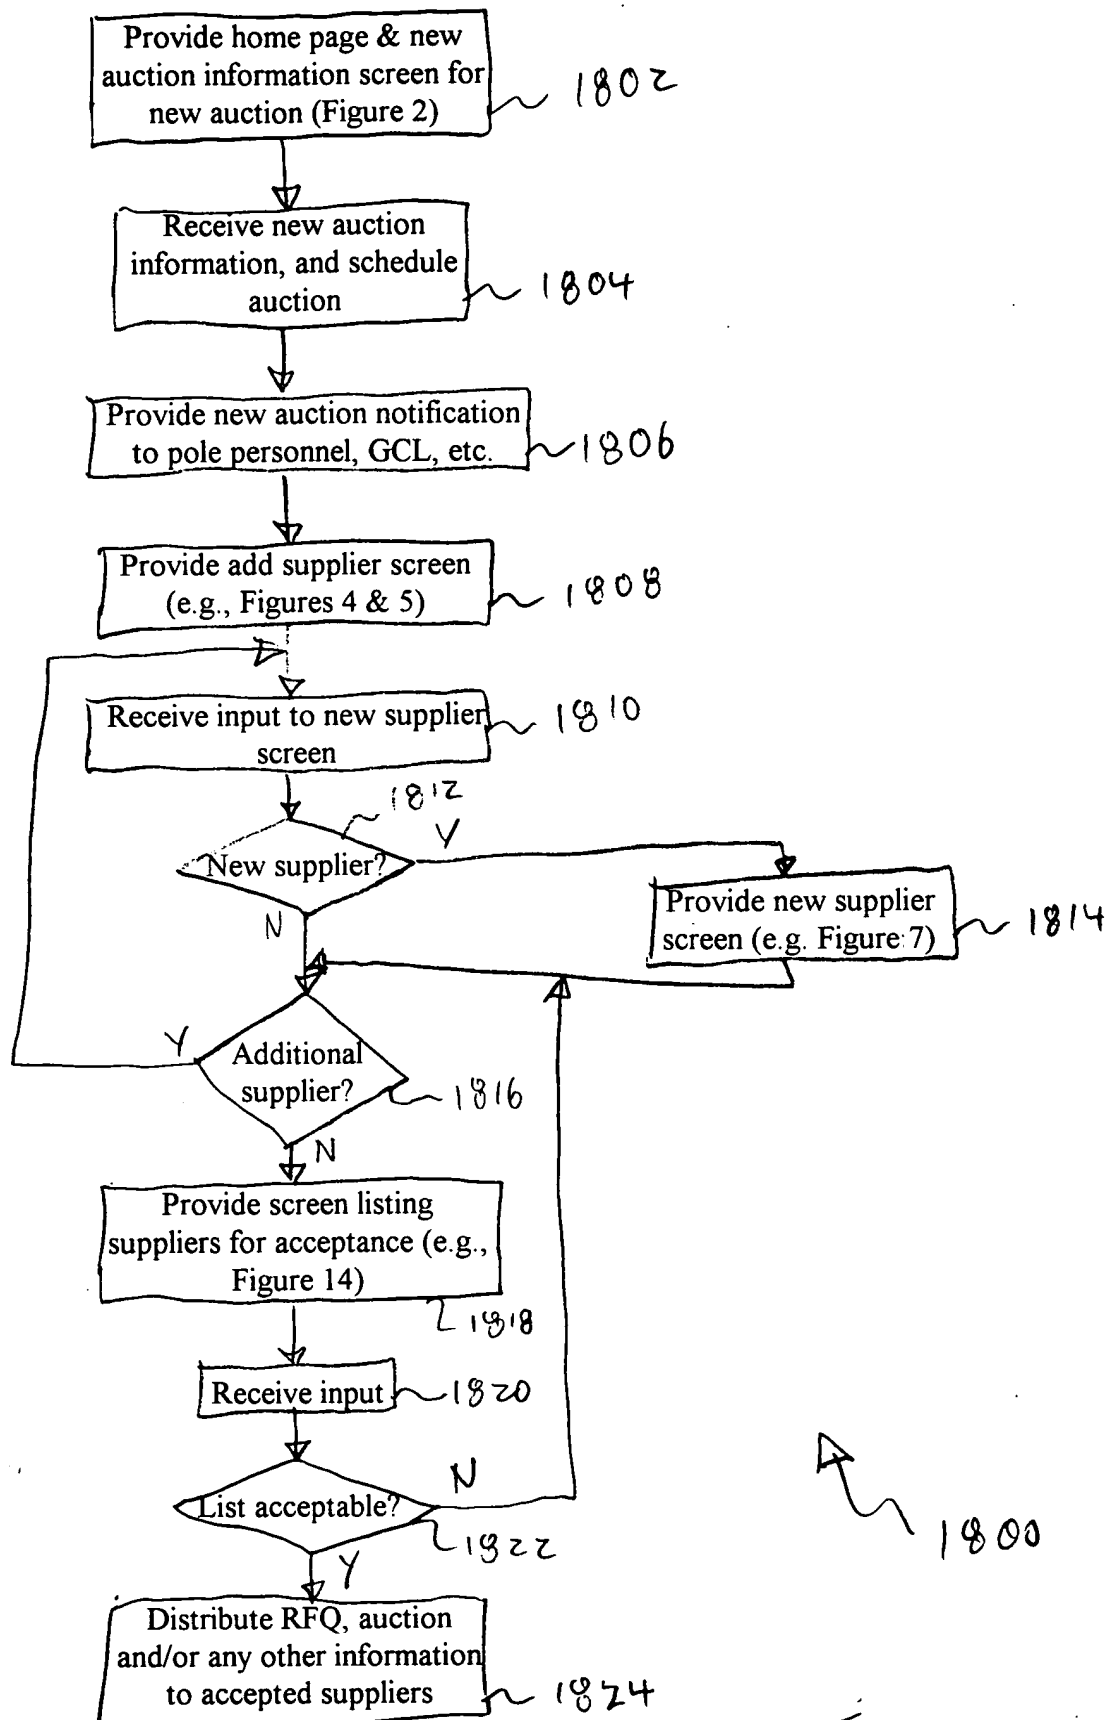 Provide home page & new
auction information screen for
new auction (Figure 2)
1802
Receive new auction
information, and schedule
auction
1804
Provide new auction notification
to pole personnel, GCL, etc.
1806
Provide add supplier screen
(e.g., Figures 4 & 5)
1808
Receive input to new supplier
screen
1810
1812
New supplier?
Y
N
Provide new supplier
screen (e.g. Figure 7)
1814
Y
Additional
supplier?
1816
N
Provide screen listing
suppliers for acceptance (e.g.,
Figure 14)
1818
Receive input
1820
List acceptable?
N
1822
Y
1800
Distribute RFQ, auction
and/or any other information
to accepted suppliers
1824